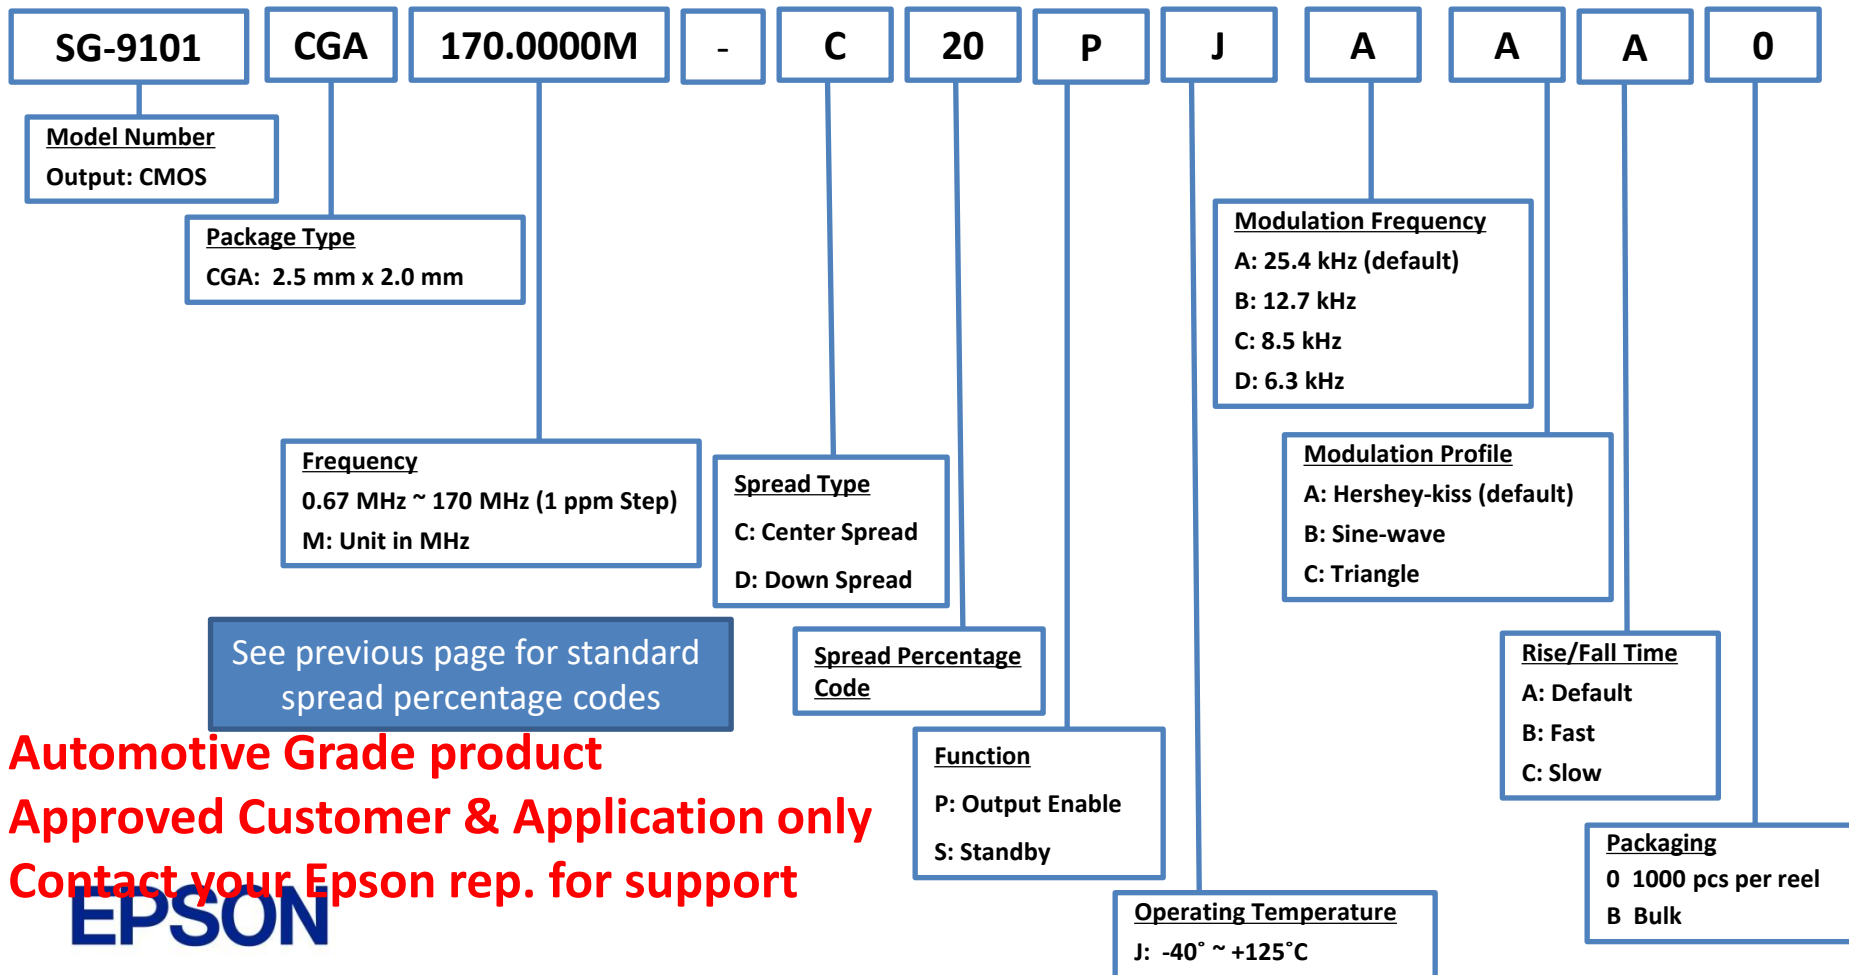 SG-9101 CGA 170.0000M - C 20 P J A A A 0
Model Number
Output: CMOS
Package Type
CGA: 2.5 mm x 2.0 mm
Frequency
0.67 MHz ~ 170 MHz (1 ppm Step)
M: Unit in MHz
Spread Type
C: Center Spread
D: Down Spread
Spread Percentage
Code
Function
P: Output Enable
S: Standby
Operating Temperature
J: -40˚ ~ +125˚C
Modulation Frequency
A: 25.4 kHz (default)
B: 12.7 kHz
C: 8.5 kHz
D: 6.3 kHz
Modulation Profile
A: Hershey-kiss (default)
B: Sine-wave
C: Triangle
Rise/Fall Time
A: Default
B: Fast
C: Slow
Packaging
0 1000 pcs per reel
B Bulk
See previous page for standard
spread percentage codes
Automotive Grade product
Approved Customer & Application only
Contact your Epson rep. for support
EPSON